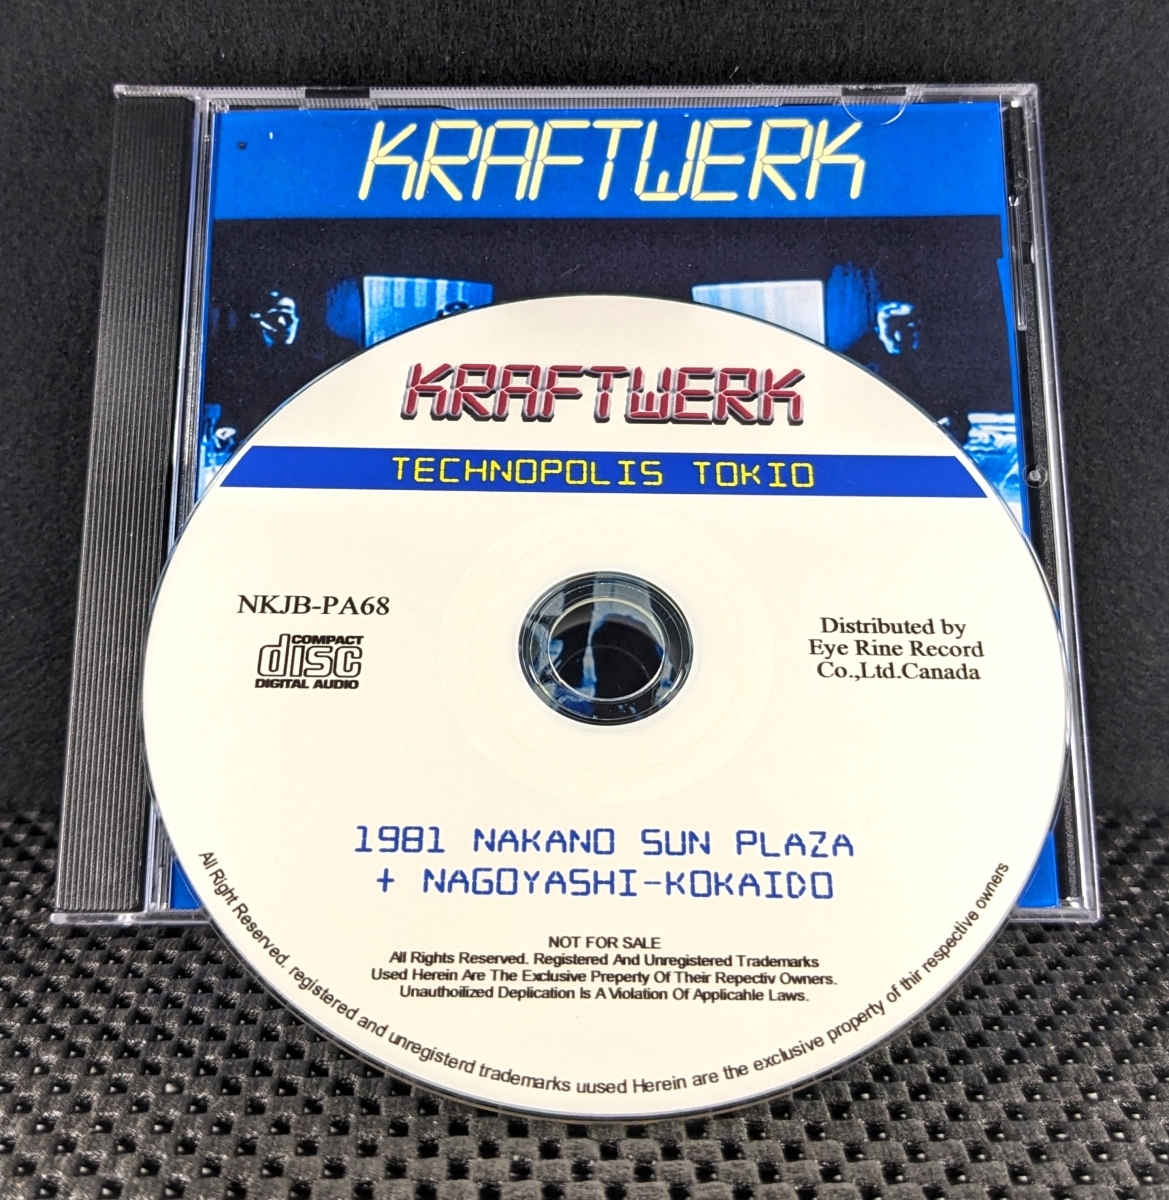 KRAFTWERK
KRAFTWERK
TECHNOPOLIS TOKIO
NKJB-PA68
COMPACT
disc
DIGITAL AUDIO
Distributed by
Eye Rine Record
Co.,Ltd.Canada
1981 NAKANO SUN PLAZA
+ NAGOYASHI-KOKAIDO
NOT FOR SALE
All Rights Reserved. Registered And Unregistered Trademarks
Used Herein Are The Exclusive Preperty Of Their Repectiv Owners.
Unauthoilized Deplication Is A Violation Of Applicahle Laws.
All Right Reserved. registered and unregisterd trademarks uused Herein are the exclusive property of thir respective owners